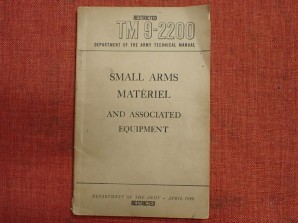 RESTRICTED
TM 9-2200
DEPARTMENT OF THE ARMY TECHNICAL MANUAL
SMALL ARMS
MATÉRIEL
AND ASSOCIATED
EQUIPMENT
DEPARTMENT OF THE ARMY • APRIL
RESTRICTED